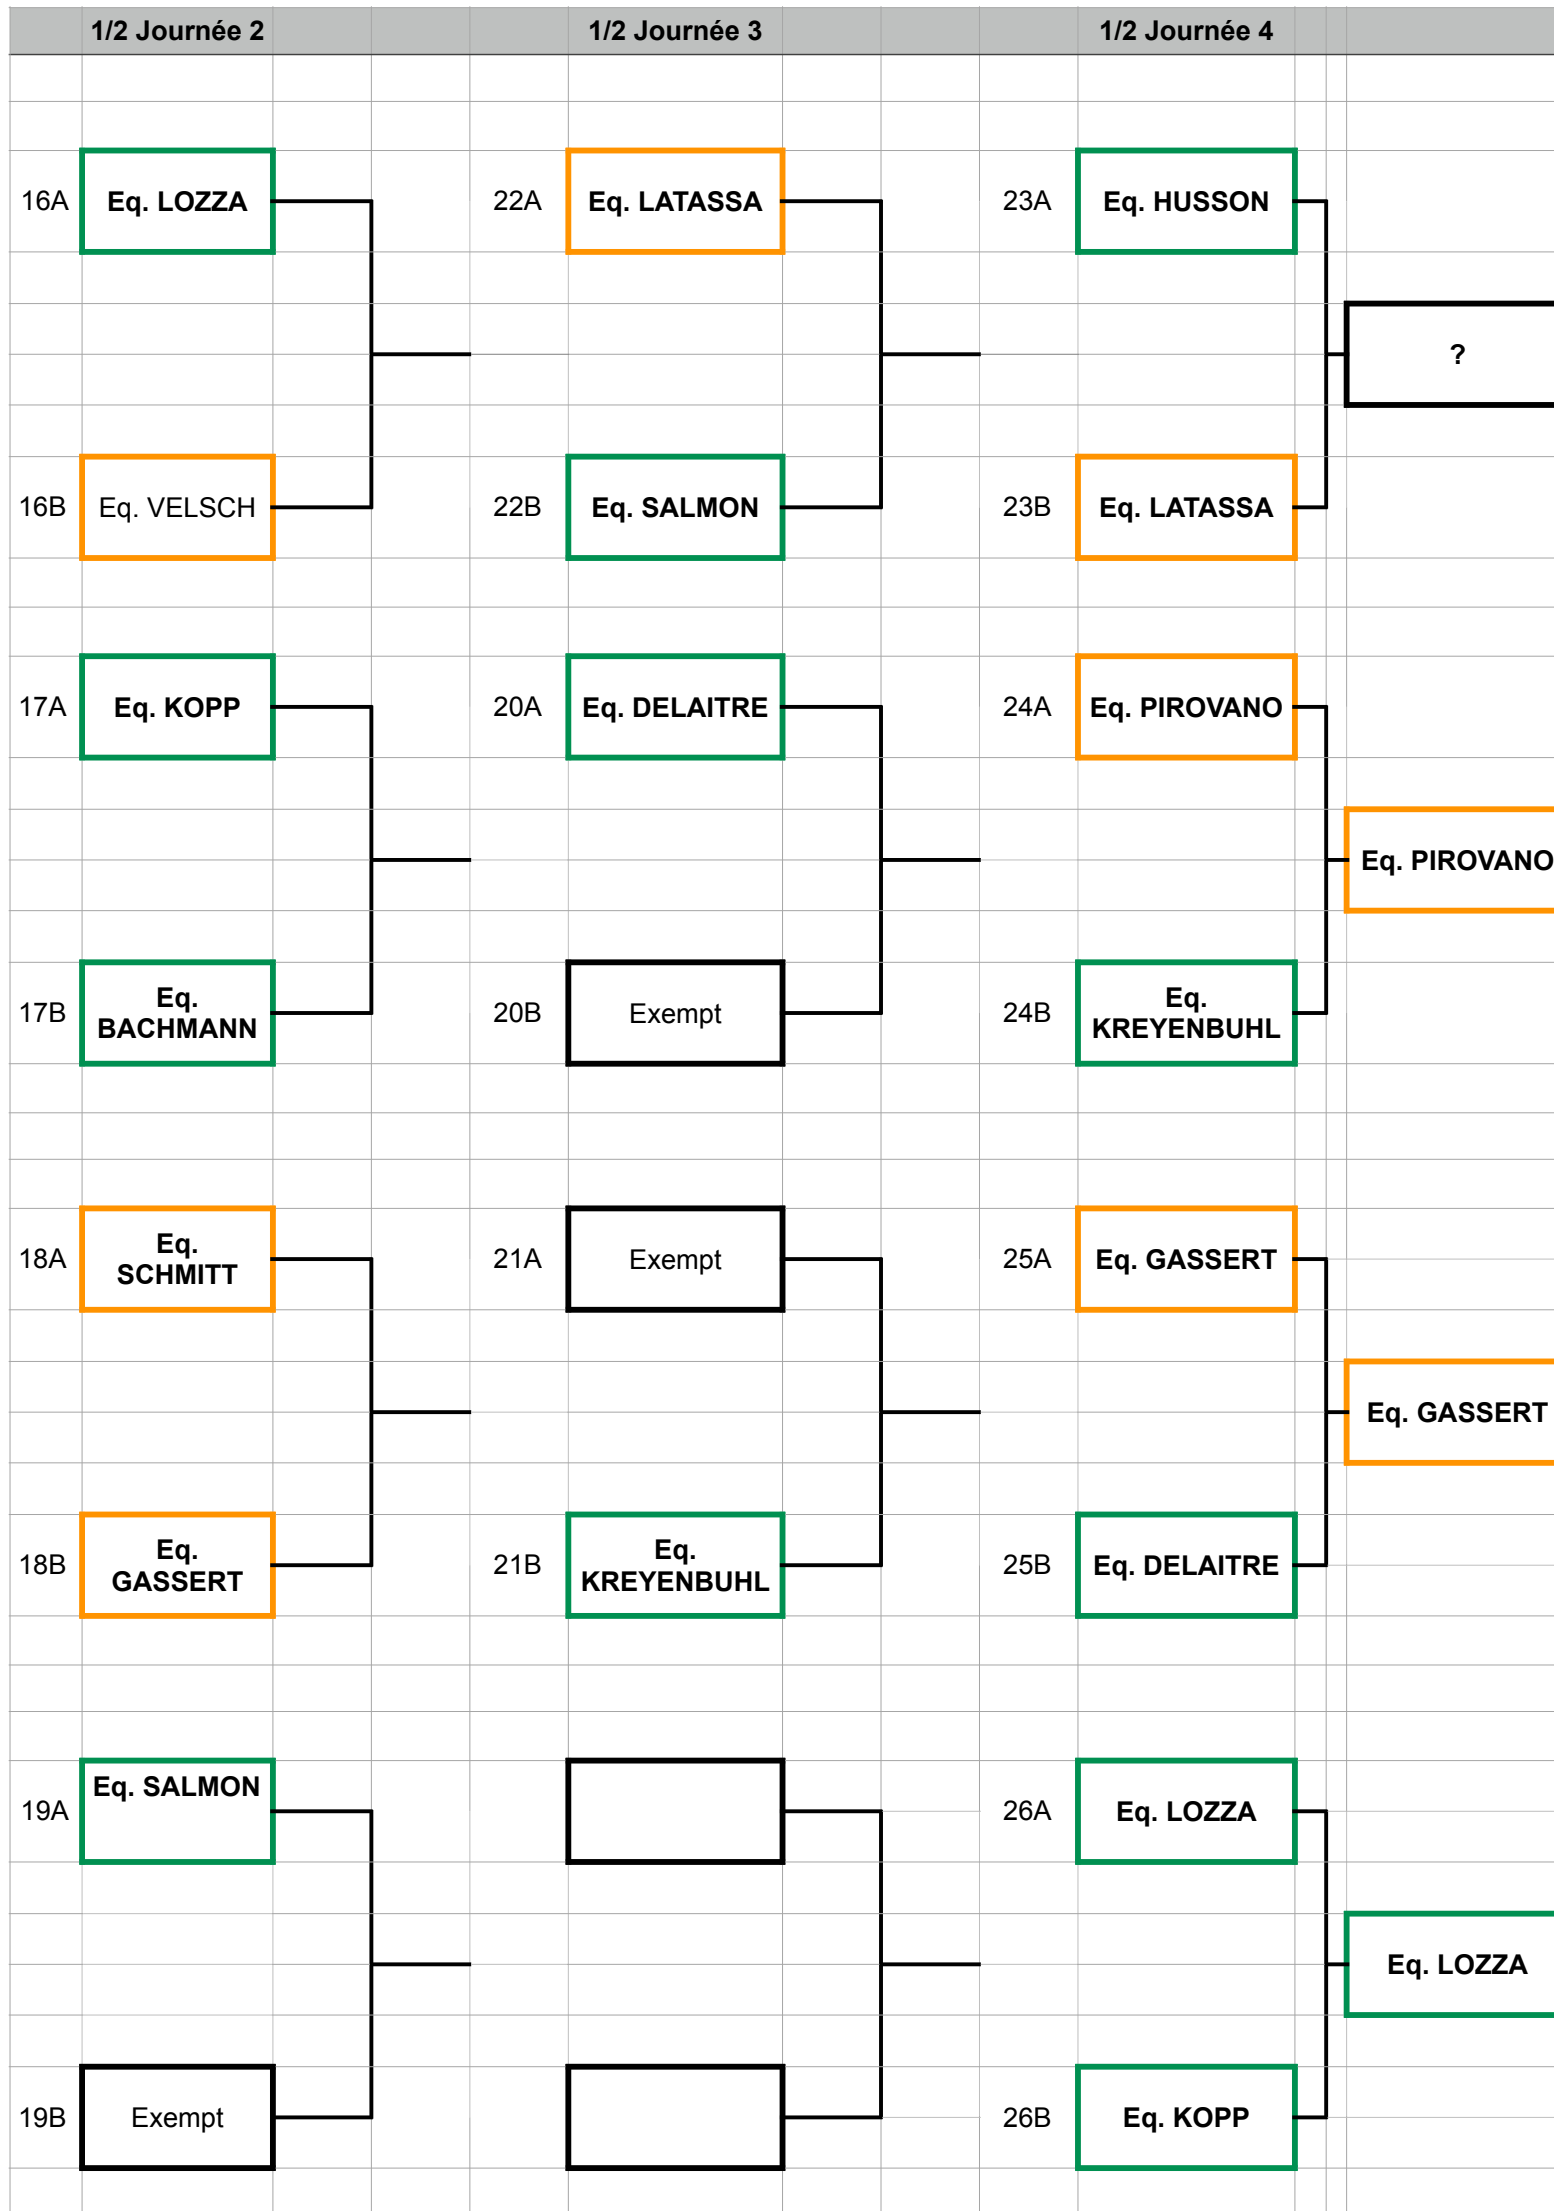 1/2 Journée 2
1/2 Journée 3
1/2 Journée 4
16A
Eq. LOZZA
22A
Eq. LATASSA
23A
Eq. HUSSON
?
16B
Eq. VELSCH
22B
Eq. SALMON
23B
Eq. LATASSA
17A
Eq. KOPP
20A
Eq. DELAITRE
24A
Eq. PIROVANO
Eq. PIROVANO
17B
Eq.
BACHMANN
20B
Exempt
24B
Eq.
KREYENBUHL
18A
Eq.
SCHMITT
21A
Exempt
25A
Eq. GASSERT
Eq. GASSERT
18B
Eq.
GASSERT
21B
Eq.
KREYENBUHL
25B
Eq. DELAITRE
19A
Eq. SALMON
26A
Eq. LOZZA
Eq. LOZZA
19B
Exempt
26B
Eq. KOPP